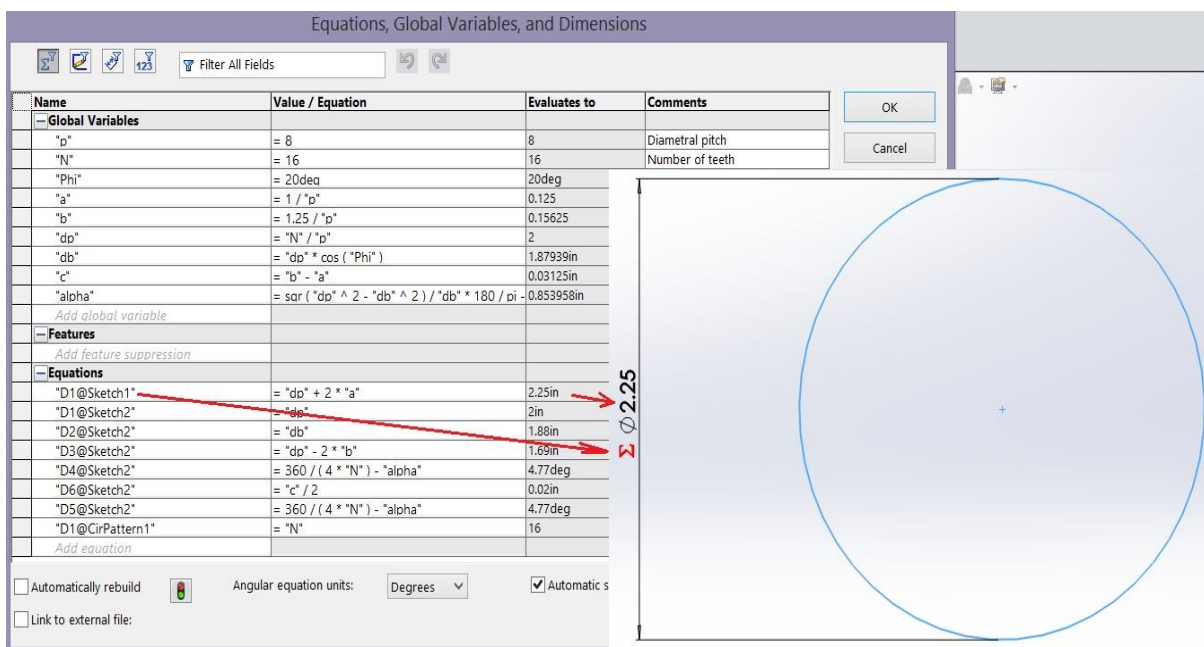 Equations, Global Variables, and Dimensions
Filter All Fields
Name Value / Equation Evaluates to Comments
Global Variables
"p" = 8 8 Diametral pitch
"N" = 16 16 Number of teeth
"Phi" = 20deg 20deg
"a" = 1 / "p" 0.125
"b" = 1.25 / "p" 0.15625
"dp" = "N" / "p" 2
"db" = "dp" * cos ( "Phi" ) 1.87939in
"c" = "b" - "a" 0.03125in
"alpha" = sqr ( "dp" ^ 2 - "db" ^ 2 ) / "db" * 180 / pi - 0.853958in
Add global variable
Features
Add feature suppression
Equations
"D1@Sketch1" = "dp" + 2 * "a" 2.25in
"D1@Sketch2" = "dp" 2in
"D2@Sketch2" = "db" 1.88in
"D3@Sketch2" = "dp" - 2 * "b" 1.69in
"D4@Sketch2" = 360 / ( 4 * "N" ) - "alpha" 4.77deg
"D6@Sketch2" = "c" / 2 0.02in
"D5@Sketch2" = 360 / ( 4 * "N" ) - "alpha" 4.77deg
"D1@CirPattern1" = "N" 16
Add equation
Automatically rebuild Angular equation units: Degrees Automatic s
Link to external file:
OK
Cancel
Σ ∅ 2.25